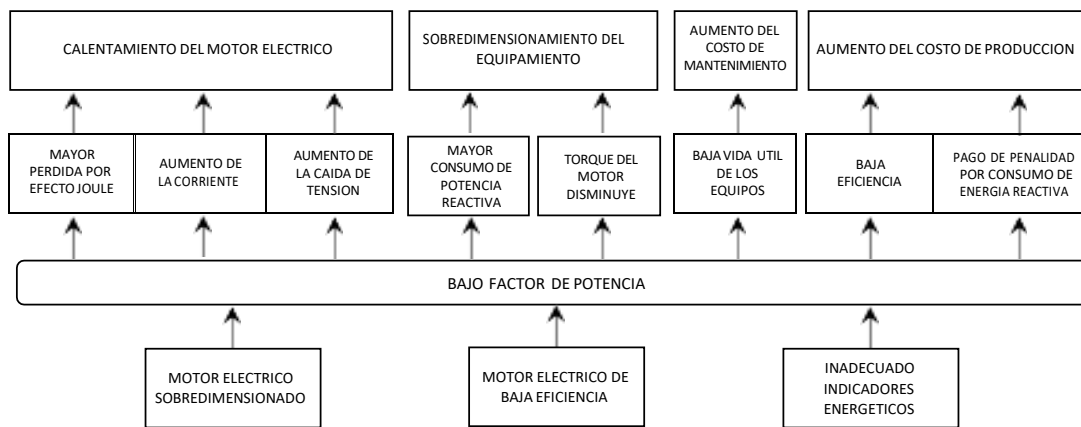 CALENTAMIENTO DEL MOTOR ELECTRICO
SOBREDIMENSIONAMIENTO DEL
EQUIPAMIENTO
AUMENTO DEL
COSTO DE
MANTENIMIENTO
AUMENTO DEL COSTO DE PRODUCCION
MAYOR
PERDIDA POR
EFECTO JOULE
AUMENTO DE
LA CORRIENTE
AUMENTO DE
LA CAIDA DE
TENSION
MAYOR
CONSUMO DE
POTENCIA
REACTIVA
TORQUE DEL
MOTOR
DISMINUYE
BAJA VIDA UTIL
DE LOS
EQUIPOS
BAJA
EFICIENCIA
PAGO DE PENALIDAD
POR CONSUMO DE
ENERGIA REACTIVA
BAJO FACTOR DE POTENCIA
MOTOR ELECTRICO
SOBREDIMENSIONADO
MOTOR ELECTRICO DE
BAJA EFICIENCIA
INADECUADO
INDICADORES
ENERGETICOS